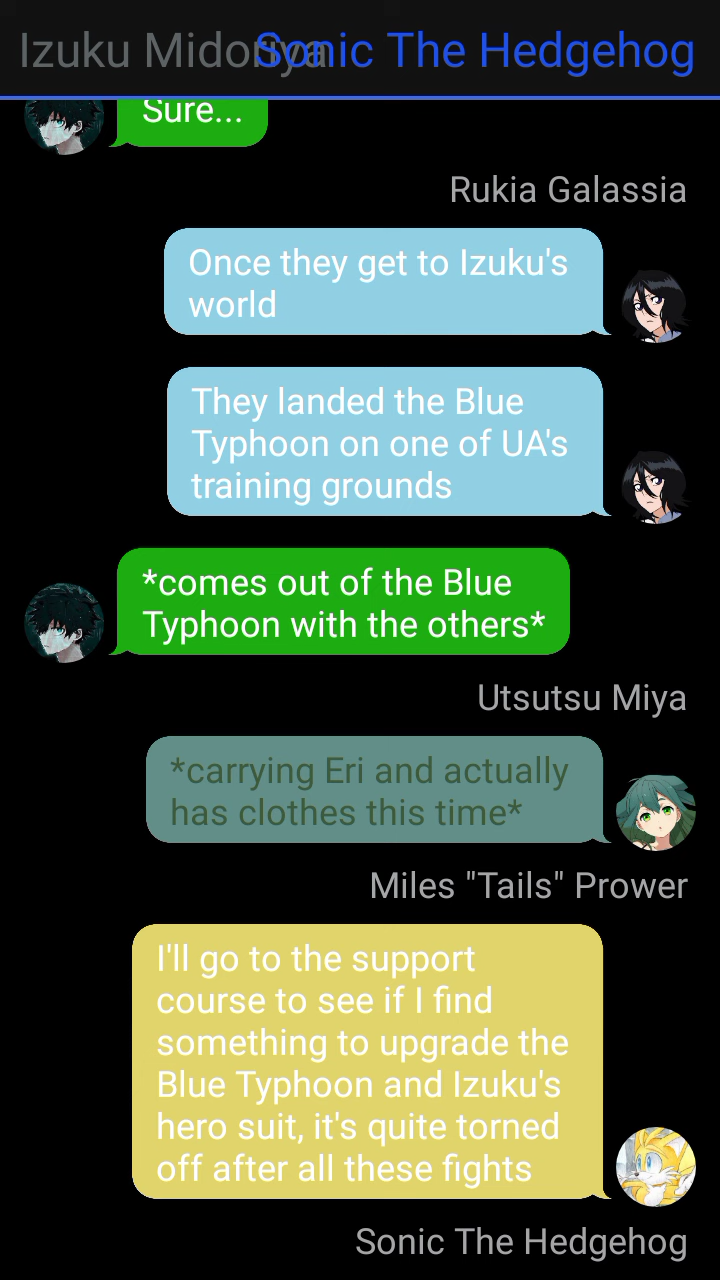 Izuku Midoriya
Sonic The Hedgehog
Sure...
Rukia Galassia
Once they get to Izuku's
world
They landed the Blue
Typhoon on one of UA's
training grounds
*comes out of the Blue
Typhoon with the others*
Utsutsu Miya
*carrying Eri and actually
has clothes this time*
Miles "Tails" Prower
I'll go to the support
course to see if I find
something to upgrade the
Blue Typhoon and Izuku's
hero suit, it's quite torned
off after all these fights
Sonic The Hedgehog